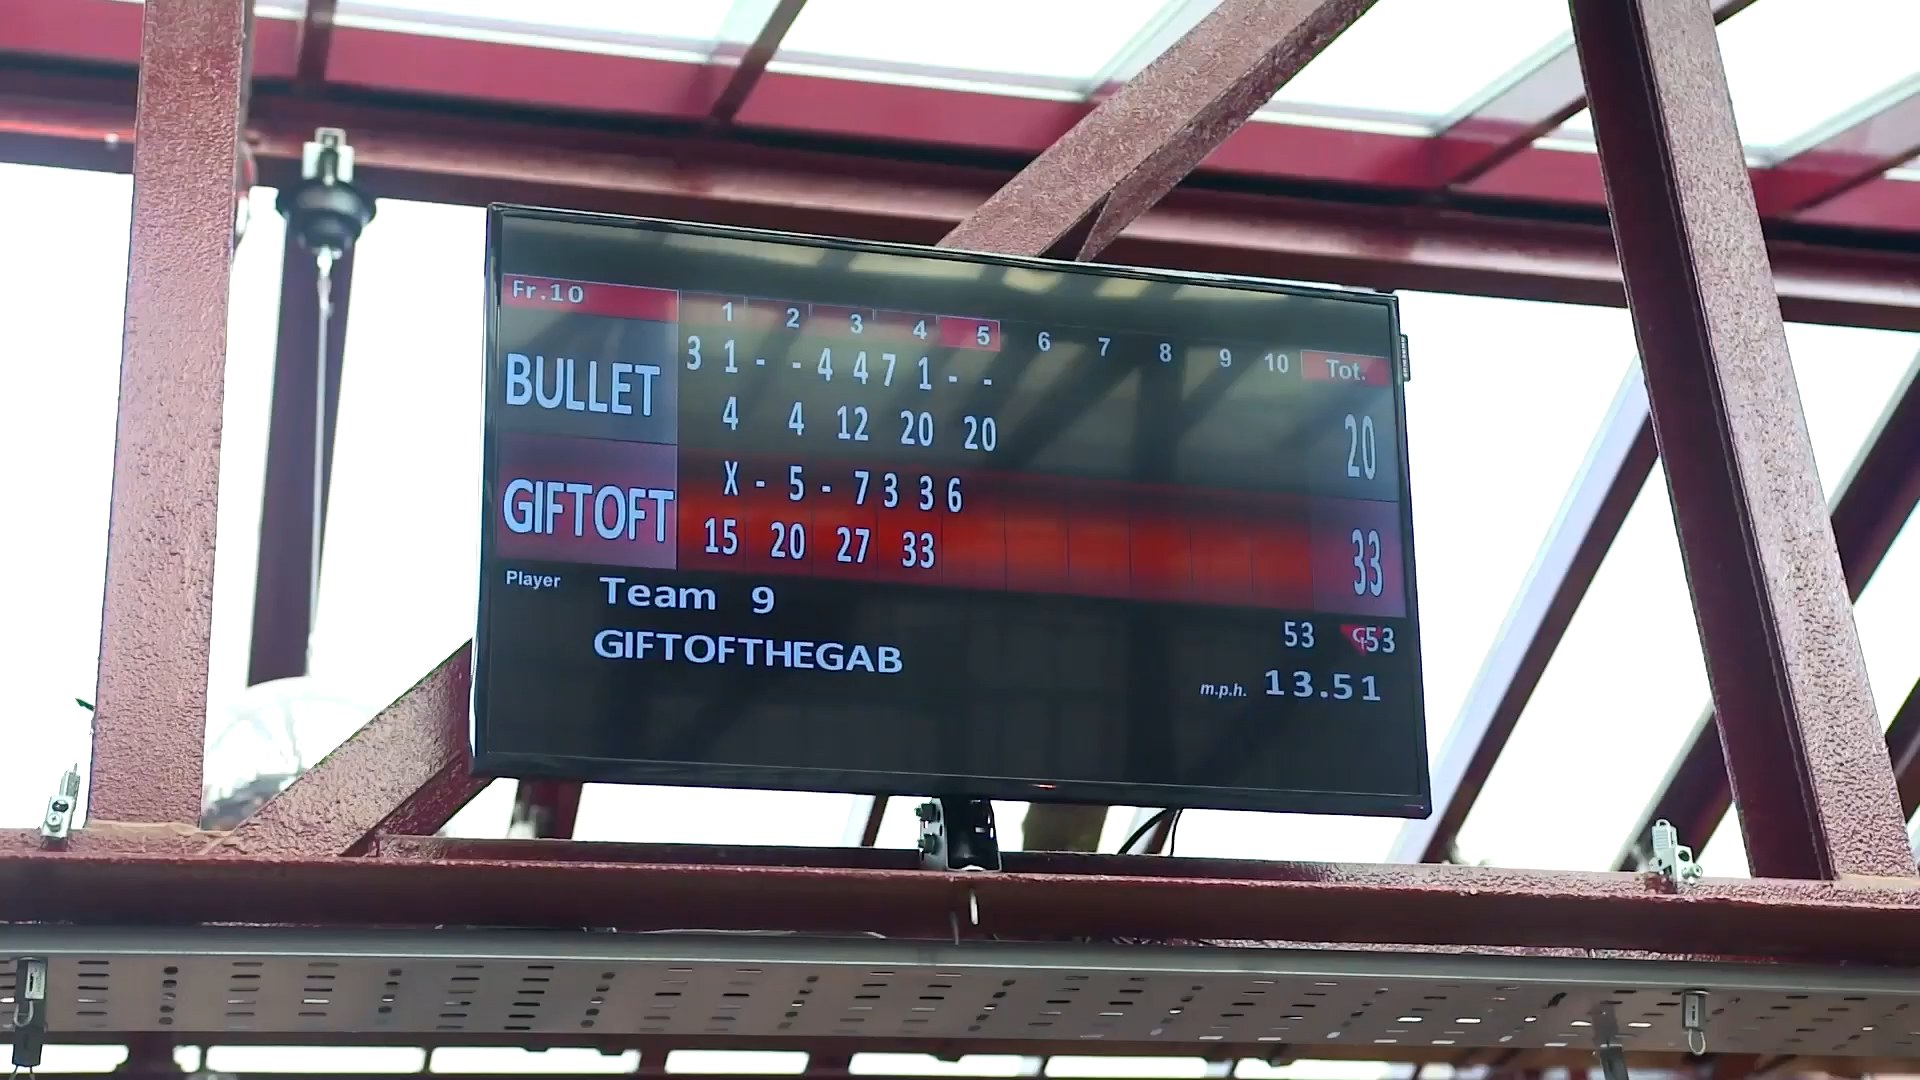 Fr.10 1 2 3 4 5 6 7 8 9 10 Tot.
BULLET 3 1 - - 4 4 7 1 - -
4 4 12 20 20 20
GIFTOFT X - 5 - 7 3 3 6
15 20 27 33 33
Player Team 9
53 53
GIFTOFTHEGAB
m.p.h. 13.51